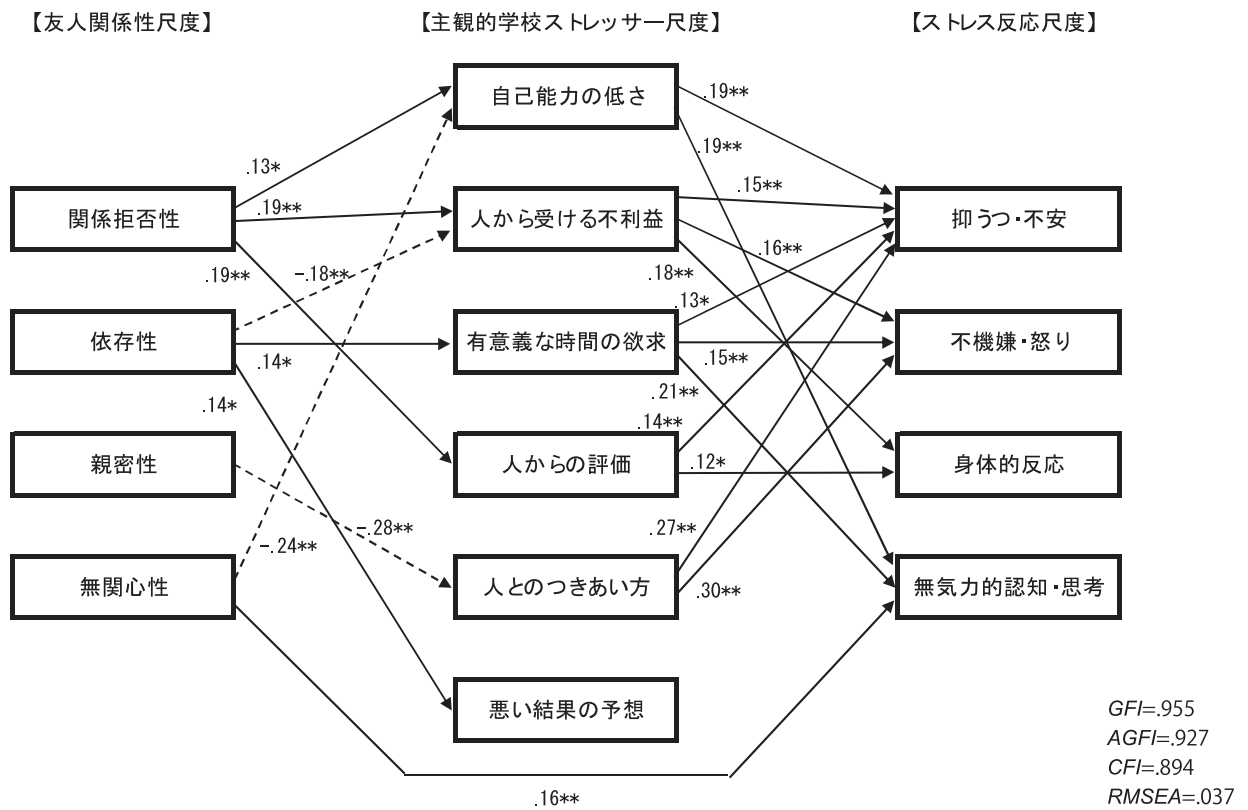 【友人関係性尺度】
【主観的学校ストレッサー尺度】
【ストレス反応尺度】
自己能力の低さ
.19**
.19**
.13*
関係拒否性
.19**
人から受ける不利益
.15**
抑うつ・不安
.16**
.19**
-.18**
.18**
.13*
依存性
.14*
有意義な時間の欲求
.15**
不機嫌・怒り
.14*
.21**
.14**
親密性
人からの評価
.12*
身体的反応
-.24**
-.28**
.27**
無関心性
人とのつきあい方
.30**
無気力的認知・思考
悪い結果の予想
.16**
GFI=.955
AGFI=.927
CFI=.894
RMSEA=.037